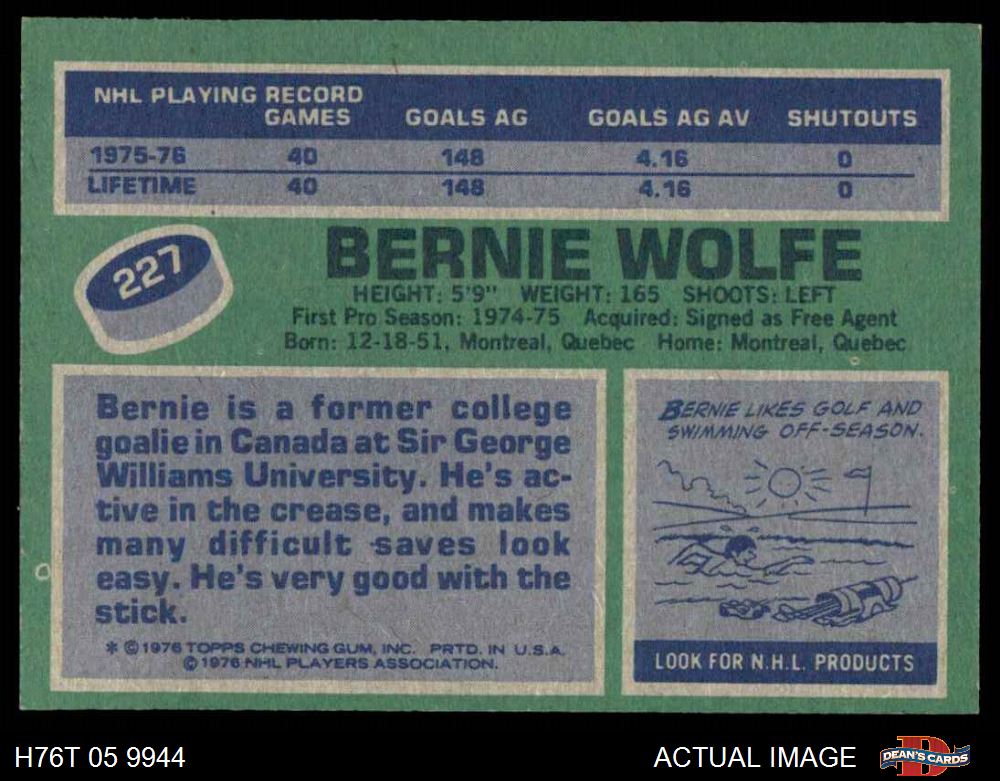 NHL PLAYING RECORD
GAMES GOALS AG GOALS AG AV SHUTOUTS
1975-76 40 148 4.16 0
LIFETIME 40 148 4.16 0
227
BERNIE WOLFE
HEIGHT: 5'9" WEIGHT: 165 SHOOTS: LEFT
First Pro Season: 1974-75 Acquired: Signed as Free Agent
Born: 12-18-51, Montreal, Quebec Home: Montreal, Quebec
Bernie is a former college
goalie in Canada at Sir George
Williams University. He's ac-
tive in the crease, and makes
many difficult saves look
easy. He's very good with the
stick.
* © 1976 TOPPS CHEWING GUM, INC. PRTD. IN U.S.A.
© 1976 NHL PLAYERS ASSOCIATION.
BERNIE LIKES GOLF AND
SWIMMING OFF-SEASON.
LOOK FOR N.H.L. PRODUCTS
H76T 05 9944
ACTUAL IMAGE
DEAN'S CARDS